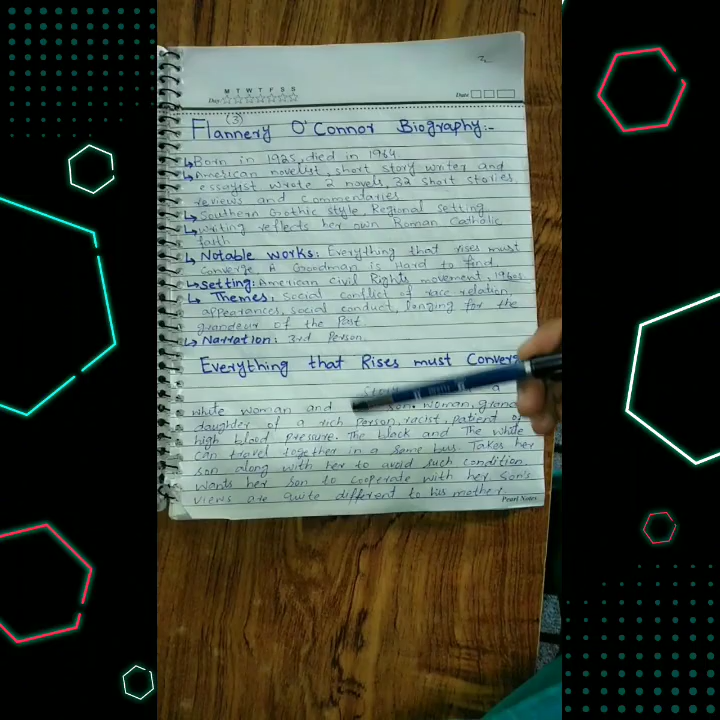 M T W T F S S
Day
Date
(3)
Flannery O'Connor Biography:-
↳ Born in 1925, died in 1964
↳ American novelist, short story writer and
essayist wrote 2 novels, 32 short stories,
reviews and commentaries
↳ Southern Grothic style, Regional setting
↳ writing reflects her own Roman Catholic
faith
↳ Notable works: Everything that rises must
converge, A Groodman is Hard to find
↳ Setting: American civil Rights movement, 1960s
↳ Themes: Social conflict of race relation,
appearances, social conduct, longing for the
grandeur of the Past
↳ Narration: 3rd Person
Everything that Rises must Converg
Story a
white woman and son. woman, grand
daughter of a rich person, racist, patient of
high blood pressure. The black and The white
can travel together in a same bus. Takes her
son along with her to avoid such condition.
Wants her son to cooperate with her. Son's
views are quite different to his mother
Pearl Notes